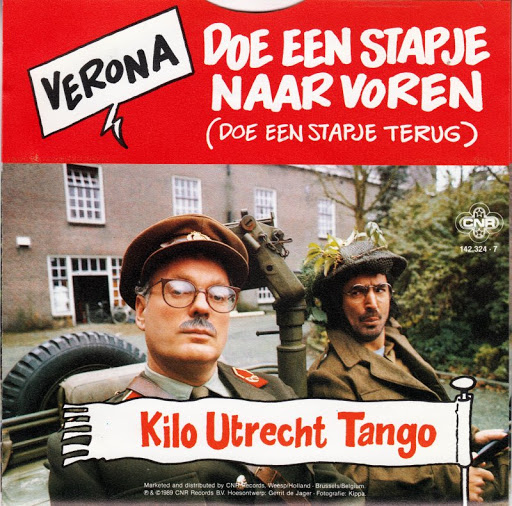 VERONA
DOE EEN STAPJE
NAAR VOREN
(DOE EEN STAPJE TERUG)
CNR
142.324 - 7
Kilo Utrecht Tango
Marketed and distributed by CNR Records, Weesp/Holland - Brussels/Belgium.
℗ & © 1989 CNR Records B.V. Hoesontwerp: Gerrit de Jager - Fotografie: Kippa.